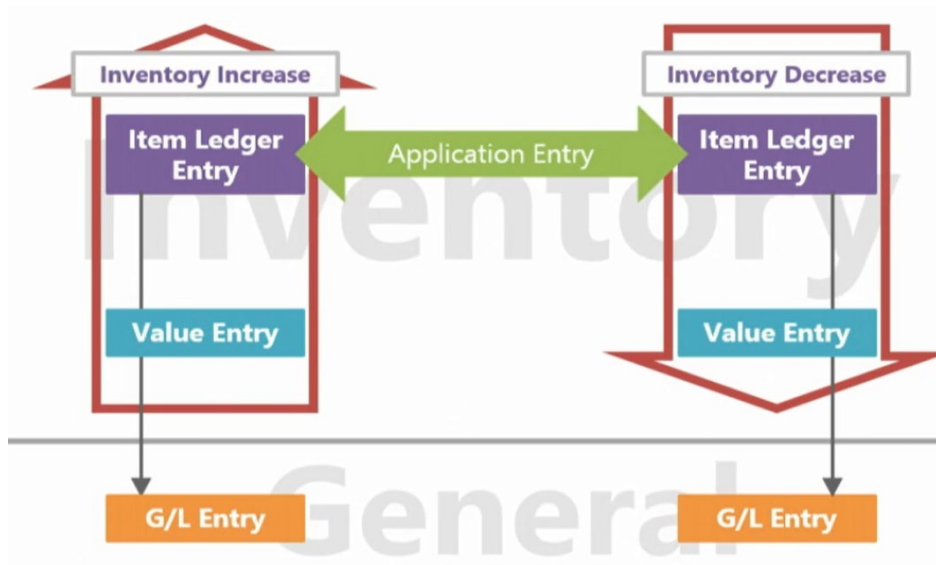 Inventory Increase
Inventory Decrease
Item Ledger
Entry
Application Entry
Item Ledger
Entry
Inventory
Value Entry
Value Entry
General
G/L Entry
G/L Entry